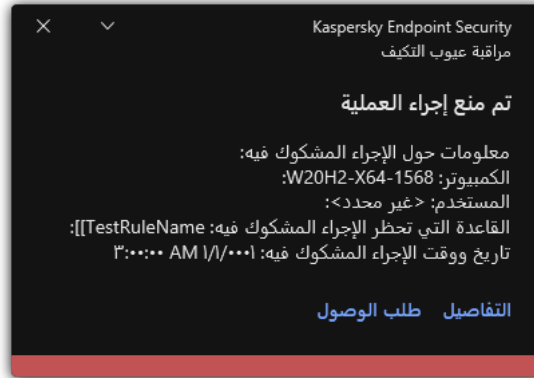 Kaspersky Endpoint Security
مراقبة عيوب التكيف
تم منع إجراء العملية
معلومات حول الإجراء المشكوك فيه:
الكمبيوتر: W20H2-X64-1568:
المستخدم: <غير محدد>:
القاعدة التي تحظر الإجراء المشكوك فيه: TestRuleName]]:
تاريخ ووقت الإجراء المشكوك فيه: ١/١/٠٠٠١ ٣:٠٠:٠٠ AM
التفاصيل طلب الوصول